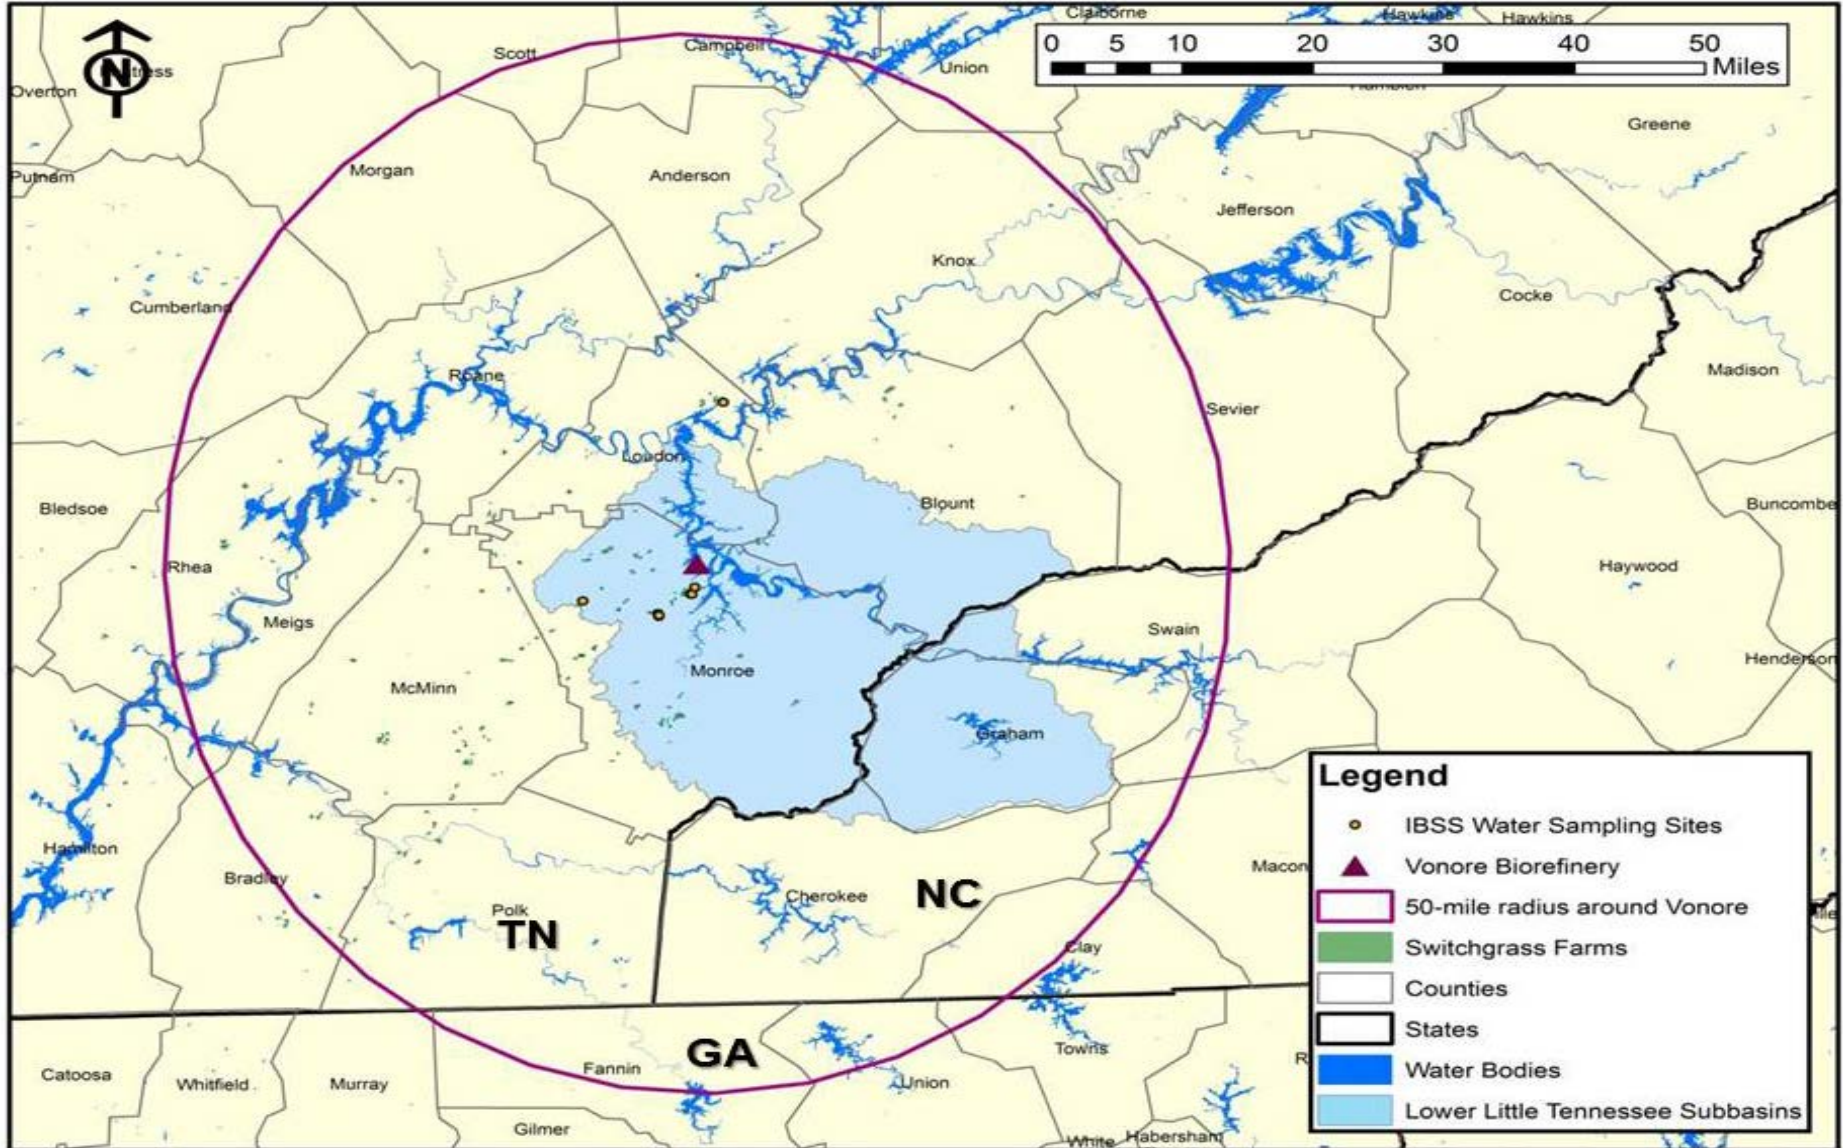 Claiborne
Hawkins
Hawkins
0 5 10 20 30 40 50
Miles
N
Scott
Campbell
Union
Overton
Greene
Putnam
Morgan
Anderson
Jefferson
Knox
Cumberland
Cocke
Roane
Madison
Sevier
Loudon
Bledsoe
Blount
Buncombe
Rhea
Haywood
Meigs
Swain
Monroe
Henderson
McMinn
Graham
Hamilton
Bradley
Cherokee
NC
Macon
Polk
TN
Clay
GA
Fannin
Towns
Catoosa
Whitfield
Murray
Union
Gilmer
White
Habersham
Legend
IBSS Water Sampling Sites
Vonore Biorefinery
50-mile radius around Vonore
Switchgrass Farms
Counties
States
Water Bodies
Lower Little Tennessee Subbasins